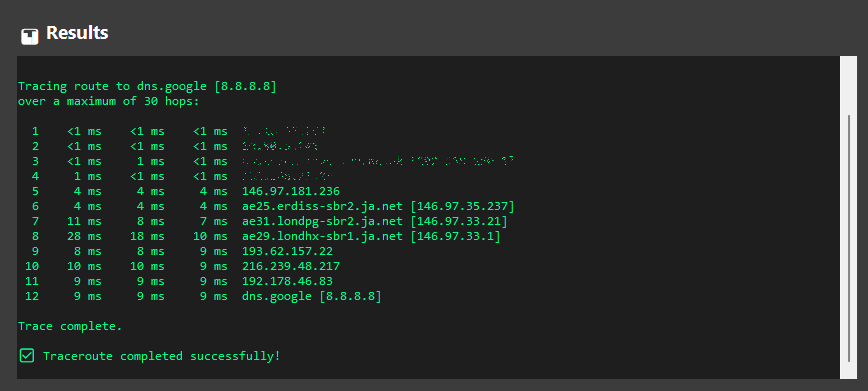 Results
Tracing route to dns.google [8.8.8.8]
over a maximum of 30 hops:
1 <1 ms <1 ms <1 ms
2 <1 ms <1 ms <1 ms
3 <1 ms 1 ms <1 ms
4 1 ms <1 ms <1 ms
5 4 ms 4 ms 4 ms 146.97.181.236
6 4 ms 4 ms 4 ms ae25.erdiss-sbr2.ja.net [146.97.35.237]
7 11 ms 8 ms 7 ms ae31.londpg-sbr2.ja.net [146.97.33.21]
8 28 ms 18 ms 10 ms ae29.londhx-sbr1.ja.net [146.97.33.1]
9 8 ms 8 ms 9 ms 193.62.157.22
10 10 ms 10 ms 9 ms 216.239.48.217
11 9 ms 9 ms 9 ms 192.178.46.83
12 9 ms 9 ms 9 ms dns.google [8.8.8.8]
Trace complete.
Traceroute completed successfully!